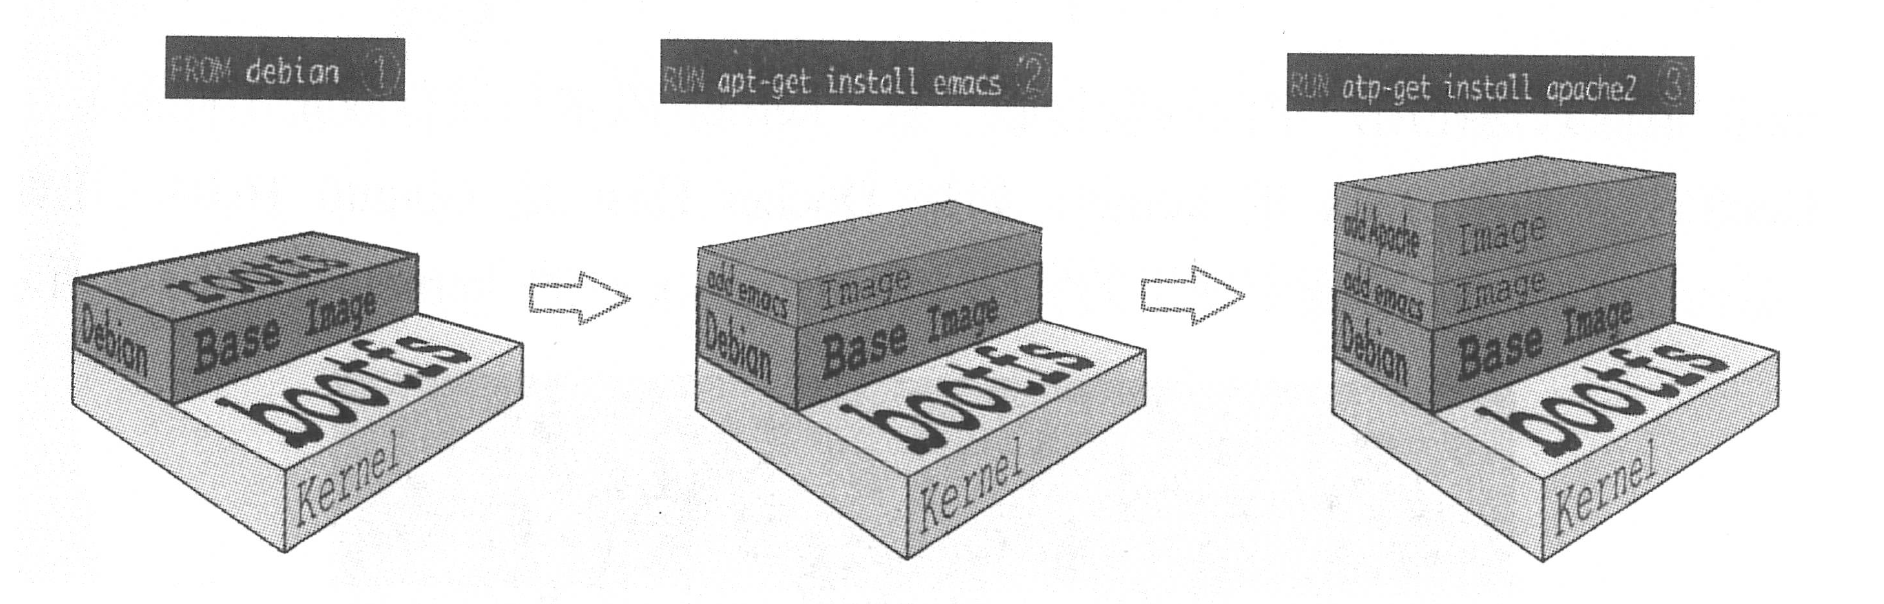 FROM debian ①
RUN apt-get install emacs ②
RUN atp-get install apache2 ③
rootfs
Debian
Base Image
bootfs
Kernel
add emacs
Image
Debian
Base Image
bootfs
Kernel
add Apache
Image
add emacs
Image
Debian
Base Image
bootfs
Kernel